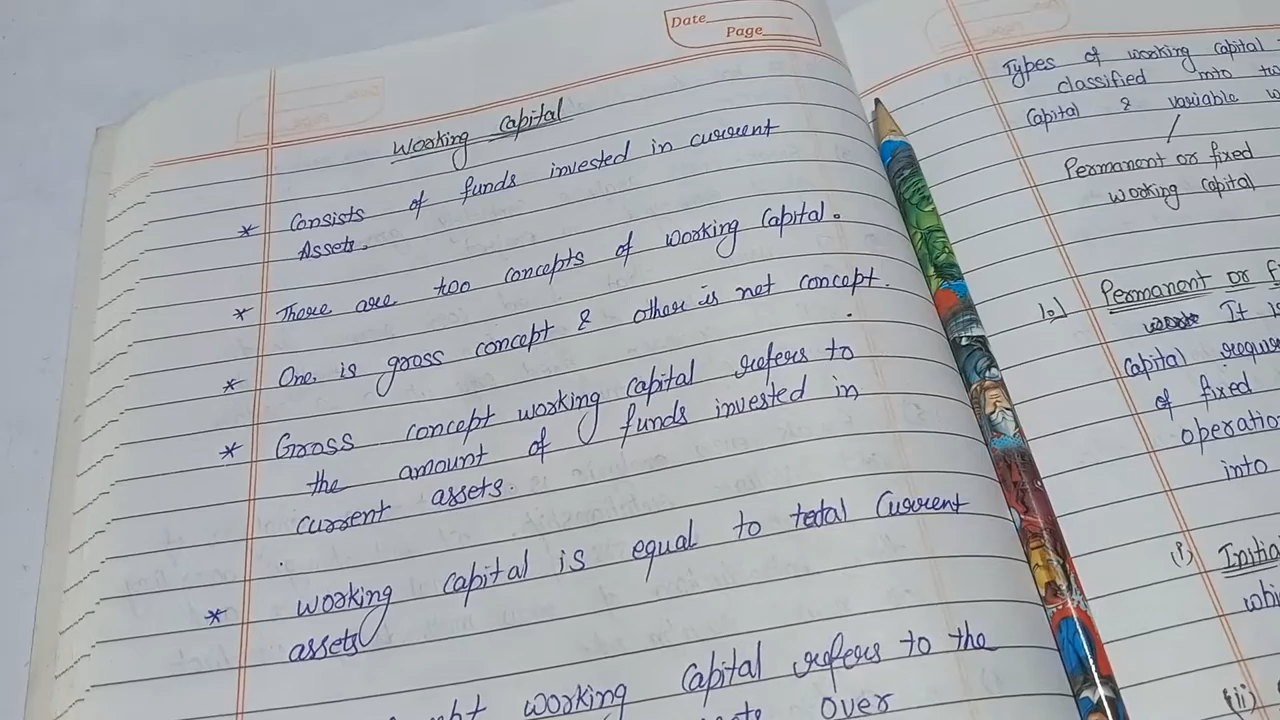 Date
Page
Working Capital
* Consists of funds invested in current
Assets.
* There are too concepts of working Capital.
* One is gross concept & other is not concept.
* Gross concept working capital refers to
the amount of funds invested in
current assets.
* working capital is equal to total Current
assets
working capital refers to the
over
Types of working capital
classified into
Capital & variable
Permanent or fixed
working capital
1.) Permanent or
It is
Capital
of fixed
into
(i)
(ii)